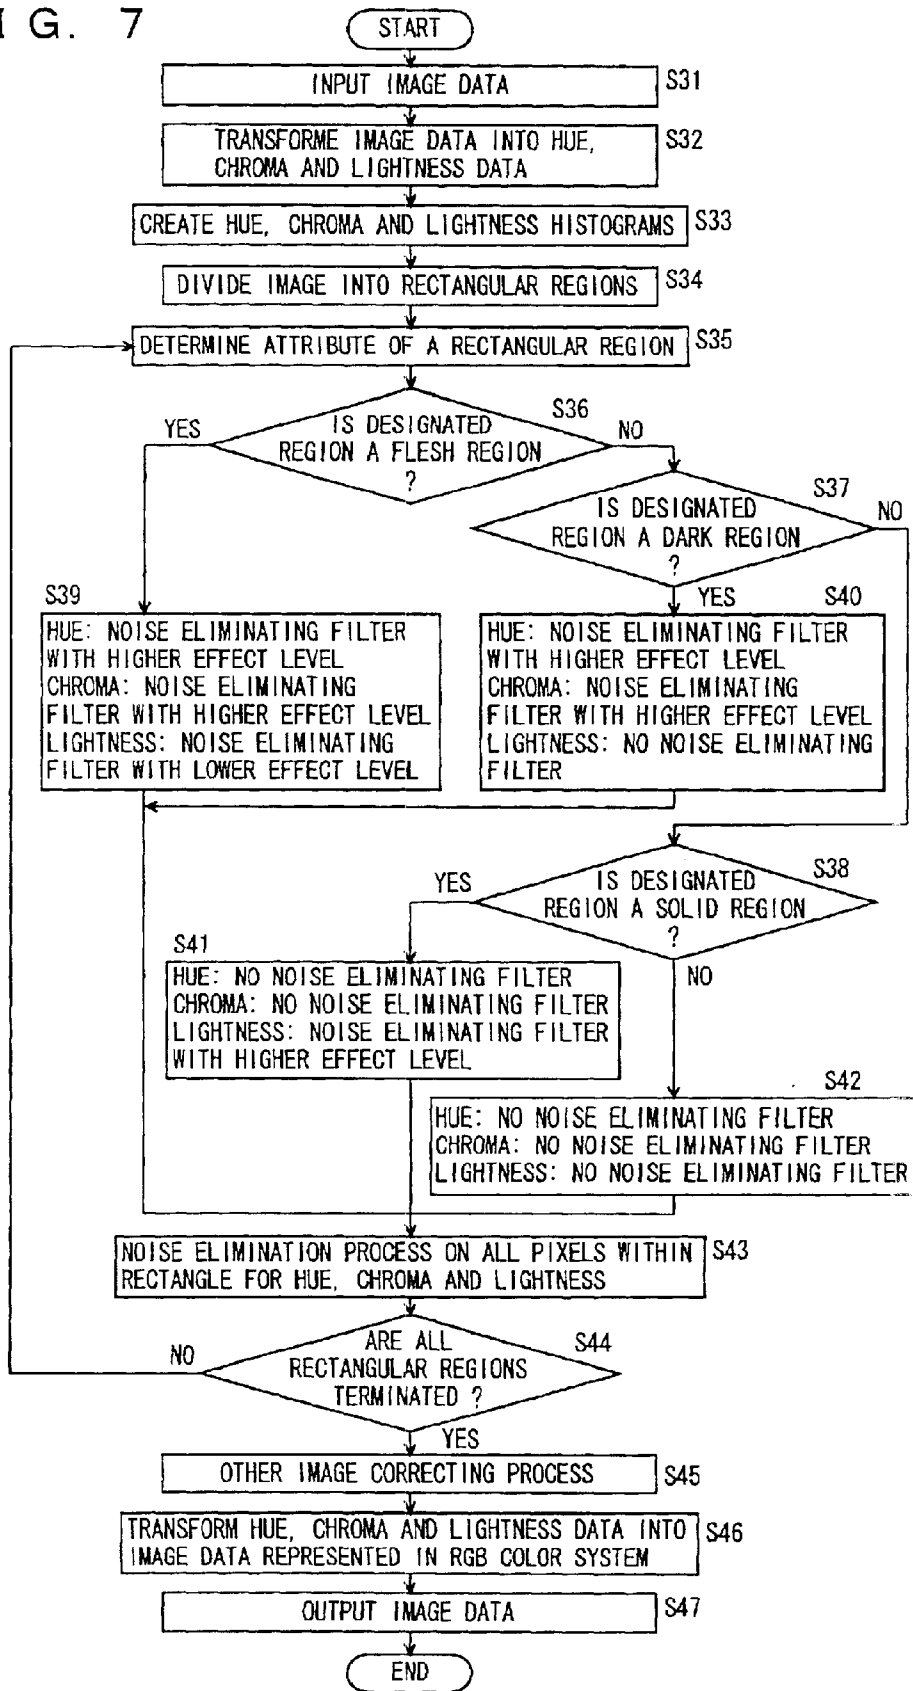 I G. 7
START
INPUT IMAGE DATA
S31
TRANSFORME IMAGE DATA INTO HUE,
CHROMA AND LIGHTNESS DATA
S32
CREATE HUE, CHROMA AND LIGHTNESS HISTOGRAMS
S33
DIVIDE IMAGE INTO RECTANGULAR REGIONS
S34
DETERMINE ATTRIBUTE OF A RECTANGULAR REGION
S35
IS DESIGNATED
REGION A FLESH REGION
?
S36
YES
NO
IS DESIGNATED
REGION A DARK REGION
?
S37
NO
YES
S39
HUE: NOISE ELIMINATING FILTER
WITH HIGHER EFFECT LEVEL
CHROMA: NOISE ELIMINATING
FILTER WITH HIGHER EFFECT LEVEL
LIGHTNESS: NOISE ELIMINATING
FILTER WITH LOWER EFFECT LEVEL
S40
HUE: NOISE ELIMINATING FILTER
WITH HIGHER EFFECT LEVEL
CHROMA: NOISE ELIMINATING
FILTER WITH HIGHER EFFECT LEVEL
LIGHTNESS: NO NOISE ELIMINATING
FILTER
IS DESIGNATED
REGION A SOLID REGION
?
S38
YES
NO
S41
HUE: NO NOISE ELIMINATING FILTER
CHROMA: NO NOISE ELIMINATING FILTER
LIGHTNESS: NOISE ELIMINATING FILTER
WITH HIGHER EFFECT LEVEL
S42
HUE: NO NOISE ELIMINATING FILTER
CHROMA: NO NOISE ELIMINATING FILTER
LIGHTNESS: NO NOISE ELIMINATING FILTER
NOISE ELIMINATION PROCESS ON ALL PIXELS WITHIN
RECTANGLE FOR HUE, CHROMA AND LIGHTNESS
S43
ARE ALL
RECTANGULAR REGIONS
TERMINATED ?
S44
NO
YES
OTHER IMAGE CORRECTING PROCESS
S45
TRANSFORM HUE, CHROMA AND LIGHTNESS DATA INTO
IMAGE DATA REPRESENTED IN RGB COLOR SYSTEM
S46
OUTPUT IMAGE DATA
S47
END